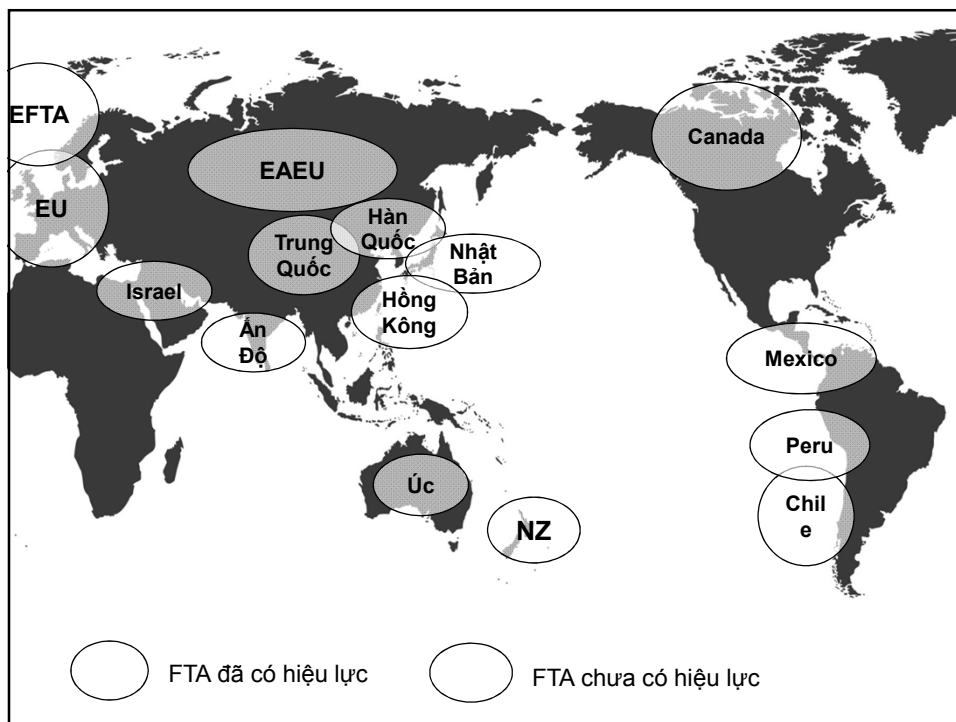 EFTA
Canada
EAEU
EU
Hàn
Quốc
Trung
Quốc
Nhật
Bản
Israel
Hồng
Kông
Ấn
Độ
Mexico
Peru
Úc
Chil
e
NZ
FTA đã có hiệu lực
FTA chưa có hiệu lực